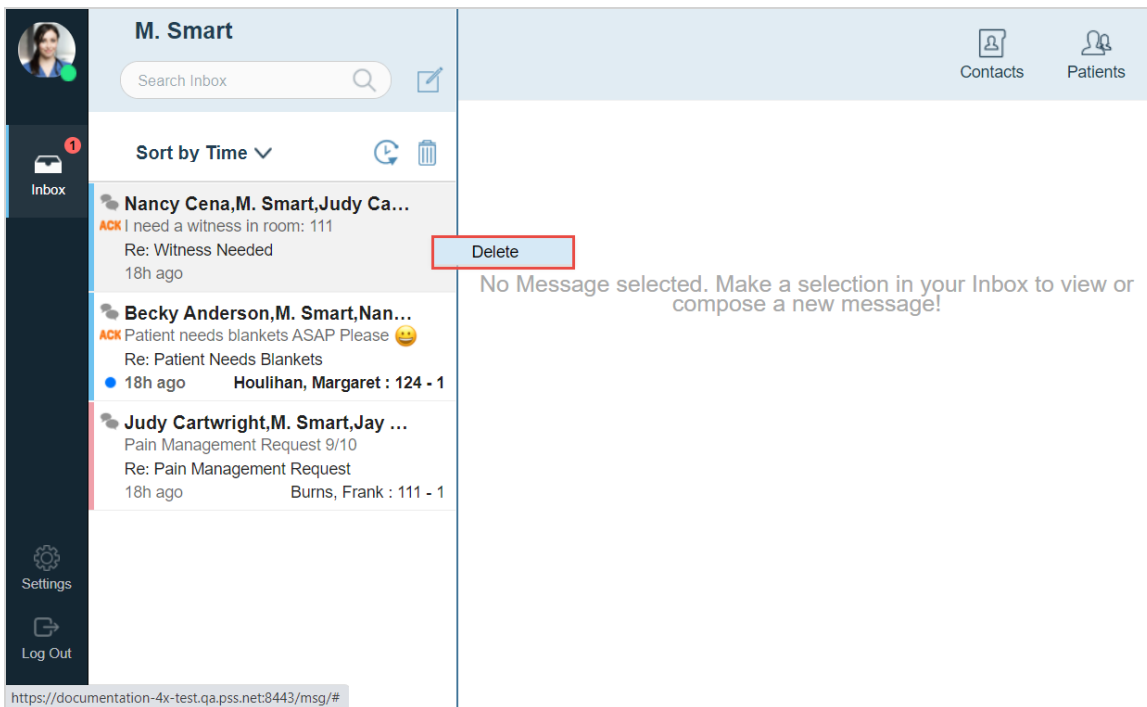 M. Smart
Search Inbox
Contacts
Patients
1
Inbox
Sort by Time
Nancy Cena,M. Smart,Judy Ca...
ACK I need a witness in room: 111
Re: Witness Needed
18h ago
Delete
No Message selected. Make a selection in your Inbox to view or
compose a new message!
Becky Anderson,M. Smart,Nan...
ACK Patient needs blankets ASAP Please 😀
Re: Patient Needs Blankets
18h ago Houlihan, Margaret : 124 - 1
Judy Cartwright,M. Smart,Jay ...
Pain Management Request 9/10
Re: Pain Management Request
18h ago Burns, Frank : 111 - 1
Settings
Log Out
https://documentation-4x-test.qa.pss.net:8443/msg/#